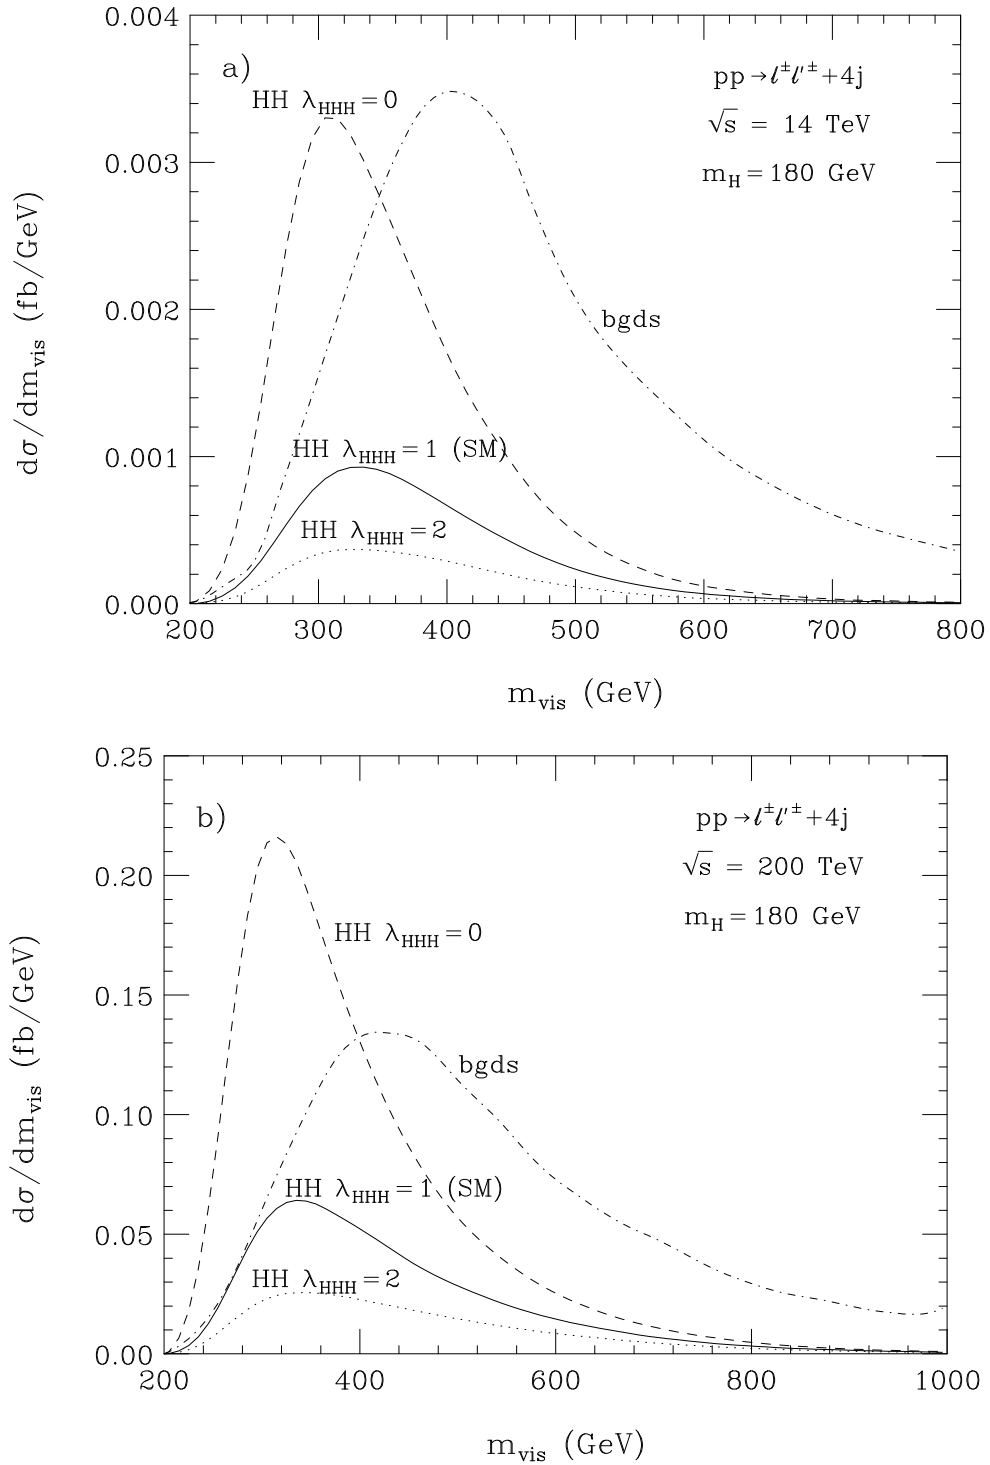 0.004
a)
pp→ℓ±ℓ'±+4j
HH λHHH=0
√s = 14 TeV
mH=180 GeV
0.003
dσ/dmvis (fb/GeV)
0.002
bgds
HH λHHH=1 (SM)
0.001
HH λHHH=2
0.000
200 300 400 500 600 700 800
mvis (GeV)
0.25
b)
pp→ℓ±ℓ'±+4j
√s = 200 TeV
0.20
mH=180 GeV
HH λHHH=0
0.15
dσ/dmvis (fb/GeV)
bgds
0.10
HH λHHH=1 (SM)
0.05
HH λHHH=2
0.00
200 400 600 800 1000
mvis (GeV)